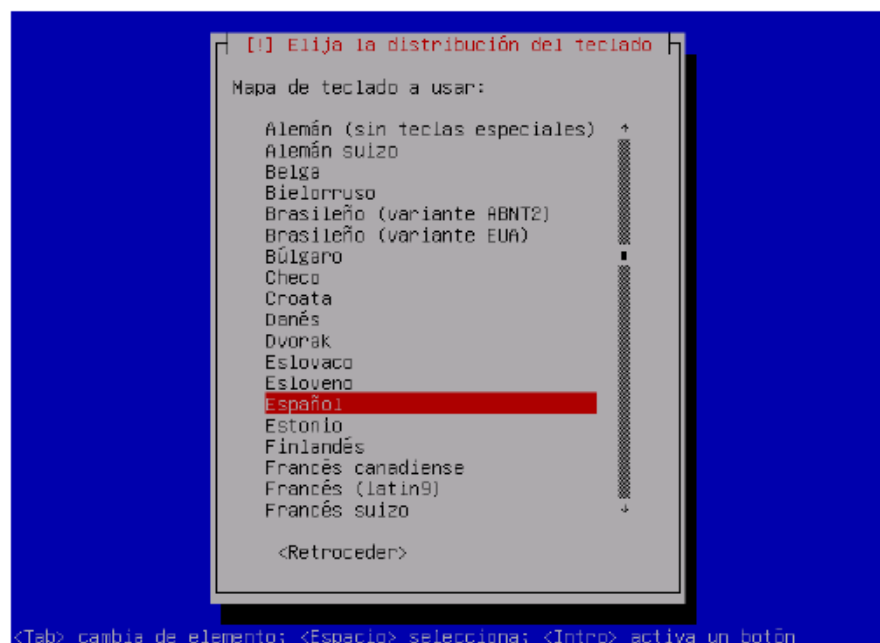 [!] Elija la distribución del teclado
Mapa de teclado a usar:
Alemán (sin teclas especiales)
Alemán suizo
Belga
Bielorruso
Brasileño (variante ABNT2)
Brasileño (variante EUA)
Búlgaro
Checo
Croata
Danés
Dvorak
Eslovaco
Esloveno
Español
Estonio
Finlandés
Francés canadiense
Francés (latin9)
Francés suizo
<Retroceder>
<Tab> cambia de elemento; <Espacio> selecciona; <Intro> activa un botón